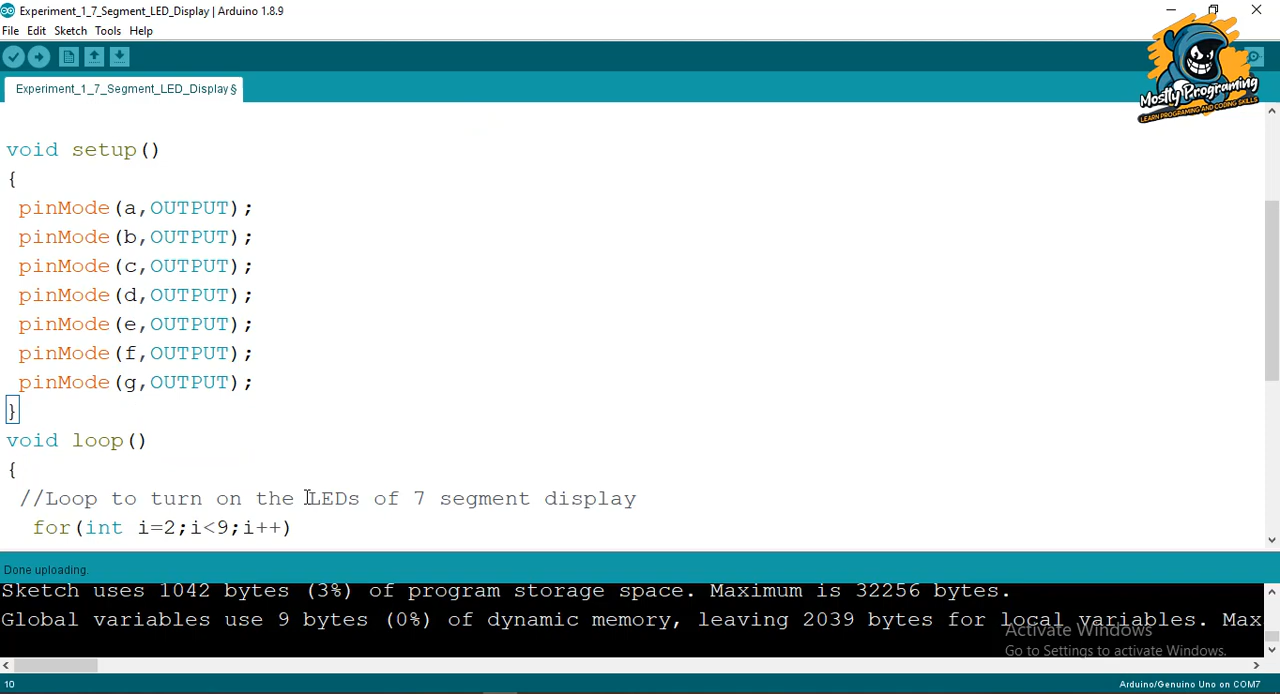 Experiment_1_7_Segment_LED_Display | Arduino 1.8.9
File Edit Sketch Tools Help
Experiment_1_7_Segment_LED_Display §
Mostly Programing
LEARN PROGRAMING AND CODING SKILLS
void setup()
{
pinMode(a,OUTPUT);
pinMode(b,OUTPUT);
pinMode(c,OUTPUT);
pinMode(d,OUTPUT);
pinMode(e,OUTPUT);
pinMode(f,OUTPUT);
pinMode(g,OUTPUT);
}
void loop()
{
//Loop to turn on the LEDs of 7 segment display
for(int i=2;i<9;i++)
Done uploading.
Sketch uses 1042 bytes (3%) of program storage space. Maximum is 32256 bytes.
Global variables use 9 bytes (0%) of dynamic memory, leaving 2039 bytes for local variables. Max
Activate Windows
Go to Settings to activate Windows.
10
Arduino/Genuino Uno on COM7